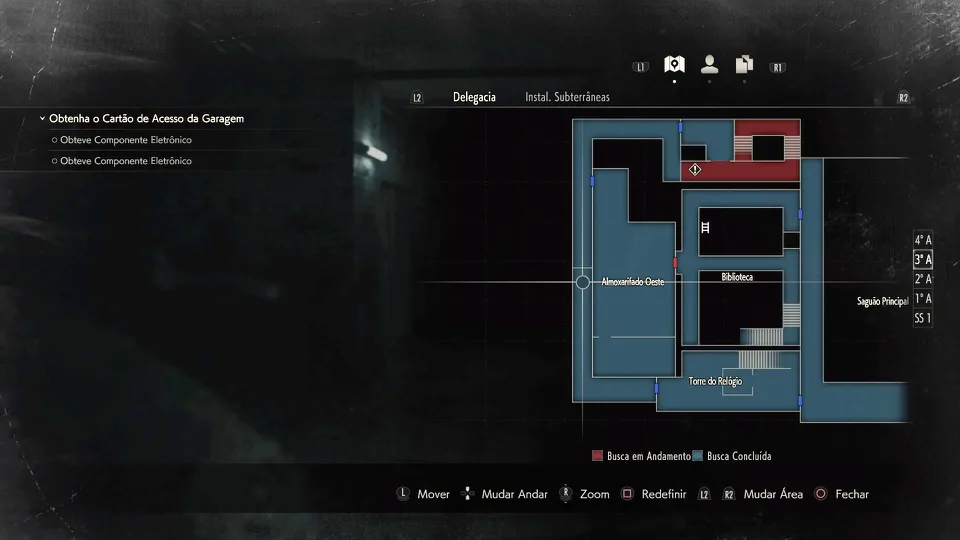 L1
R1
L2
Delegacia
Instal. Subterrâneas
R2
Obtenha o Cartão de Acesso da Garagem
Obteve Componente Eletrônico
Obteve Componente Eletrônico
4° A
3° A
2° A
1° A
SS 1
Almoxarifado Oeste
Biblioteca
Saguão Principal
Torre do Relógio
Busca em Andamento
Busca Concluída
L Mover
Mudar Andar
R Zoom
Redefinir
L2 R2 Mudar Área
Fechar